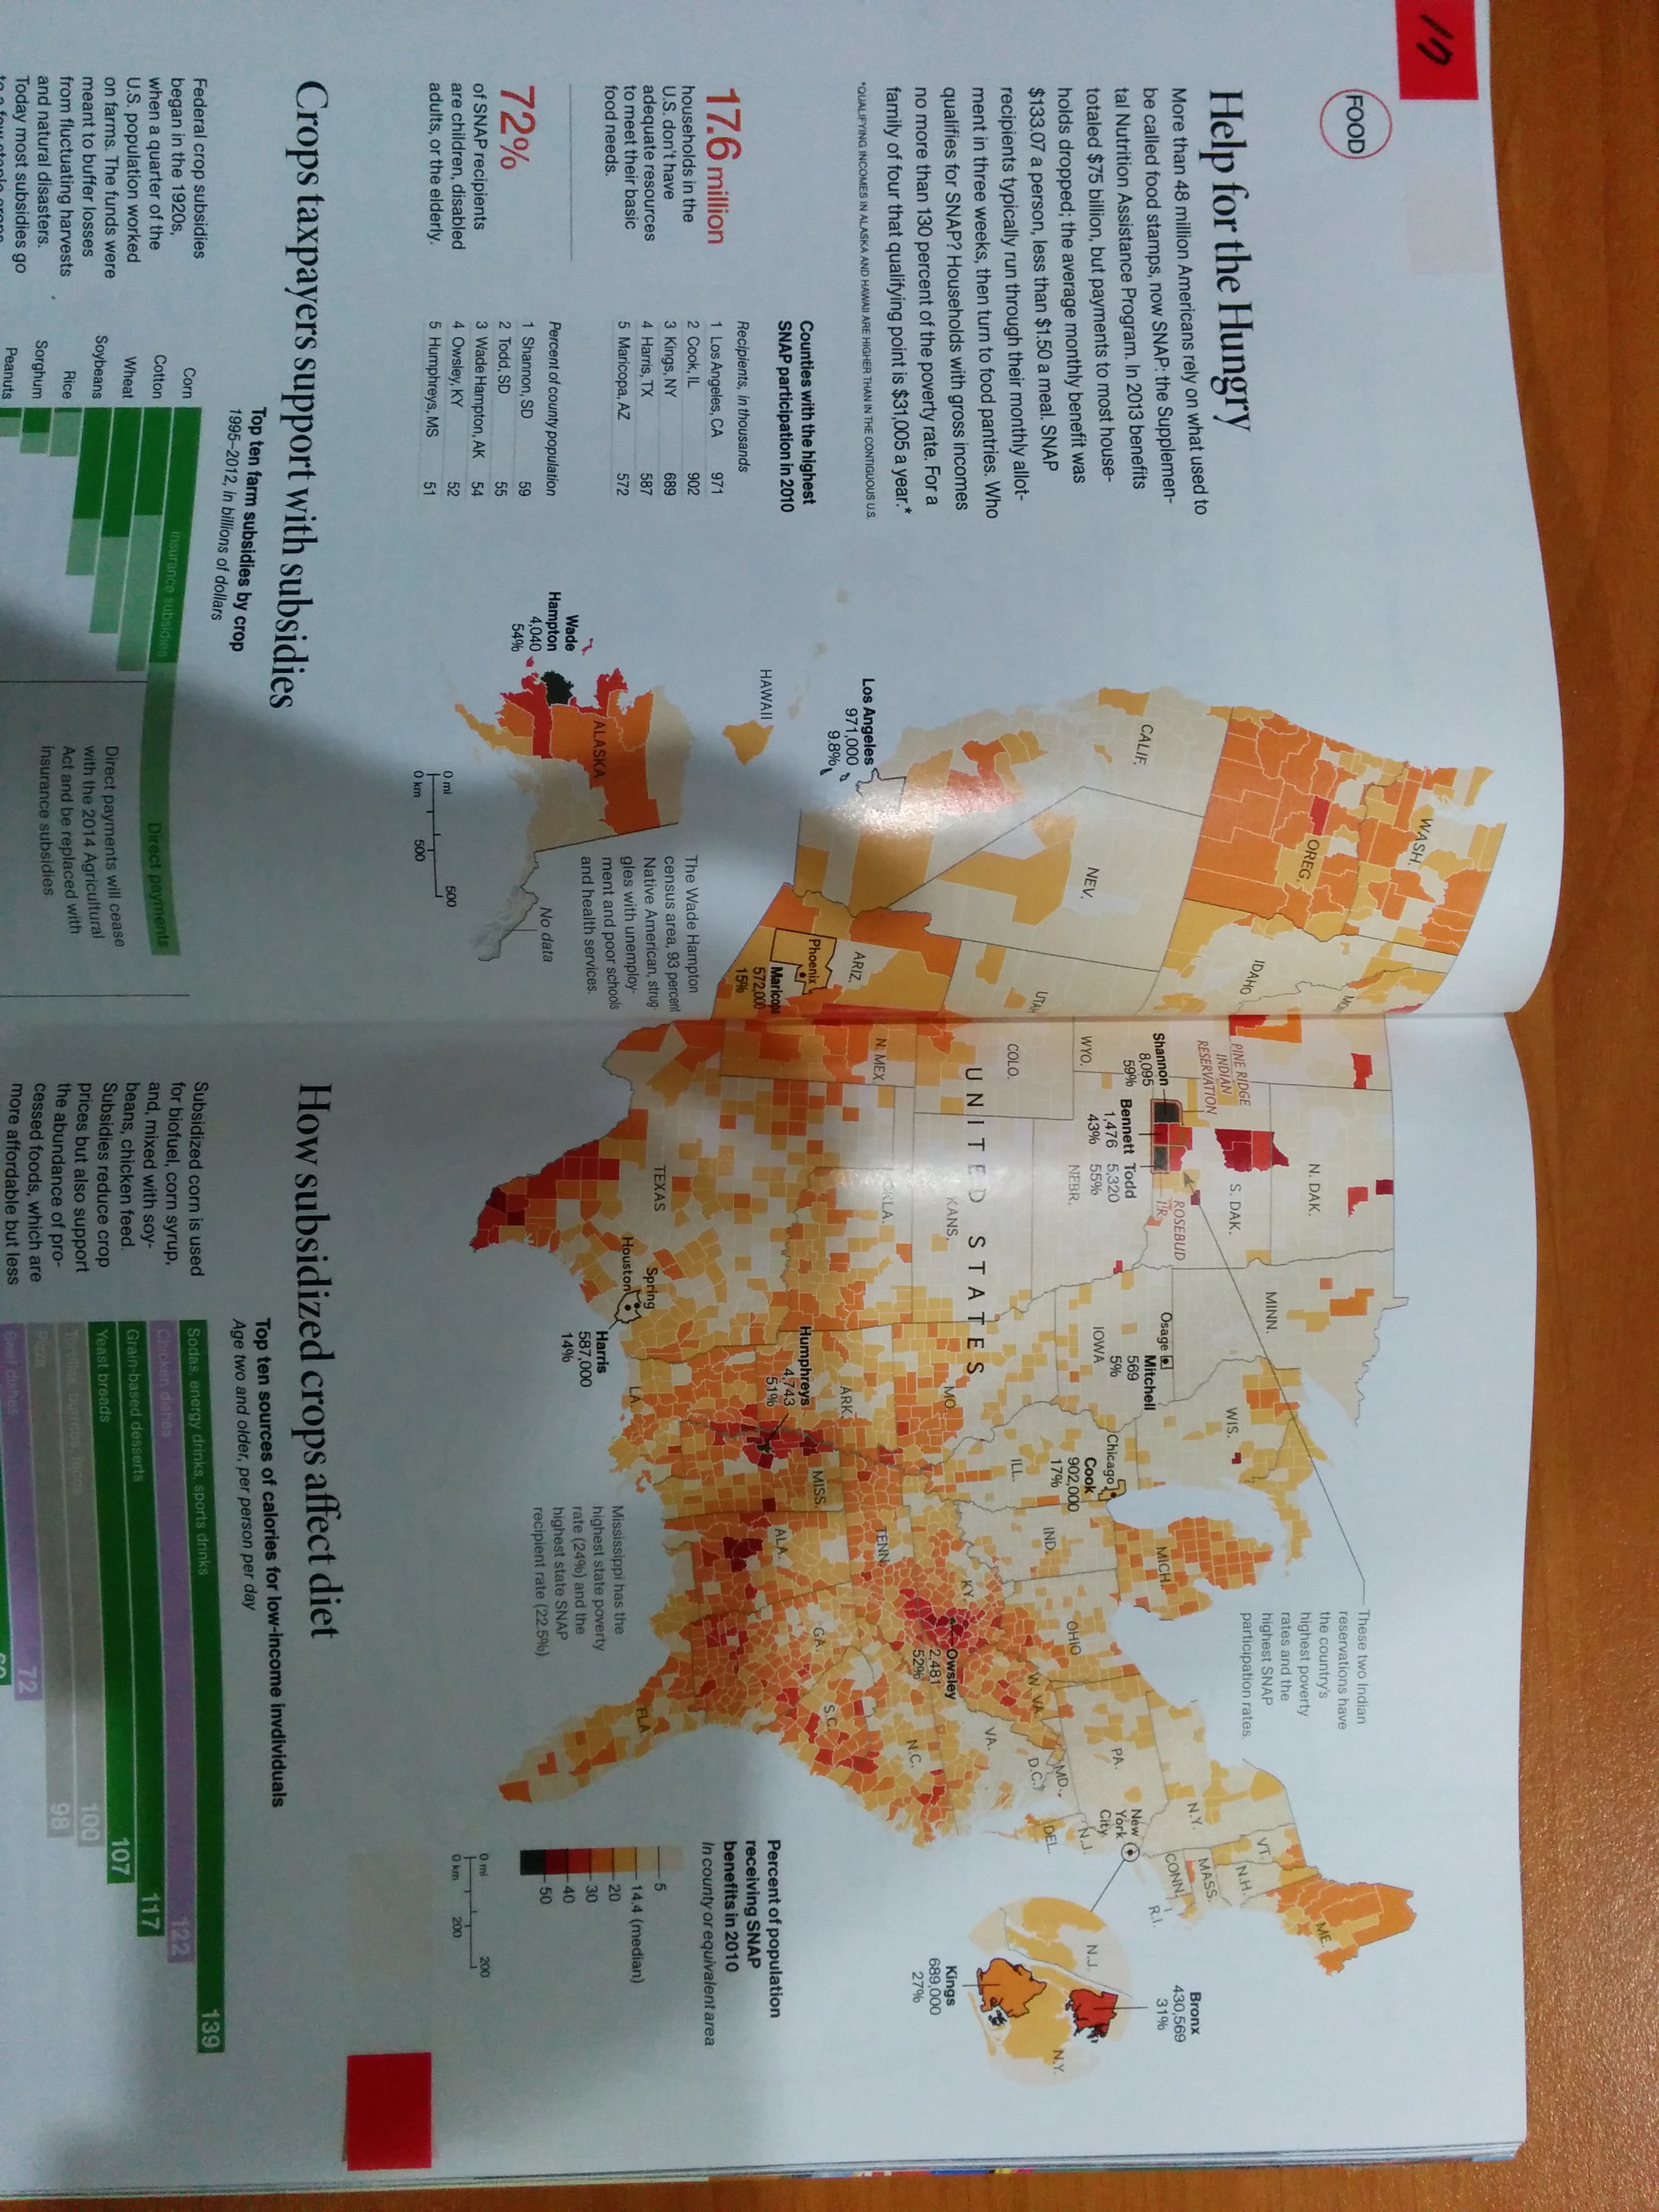 17
FOOD
Help for the Hungry
More than 48 million Americans rely on what used to
be called food stamps, now SNAP: the Supplemen-
tal Nutrition Assistance Program. In 2013 benefits
totaled $75 billion, but payments to most house-
holds dropped; the average monthly benefit was
$133.07 a person, less than $1.50 a meal. SNAP
recipients typically run through their monthly allot-
ment in three weeks, then turn to food pantries. Who
qualifies for SNAP? Households with gross incomes
no more than 130 percent of the poverty rate. For a
family of four that qualifying point is $31,005 a year.*
*QUALIFYING INCOMES IN ALASKA AND HAWAII ARE HIGHER THAN IN THE CONTIGUOUS U.S.
17.6 million
households in the
U.S. don't have
adequate resources
to meet their basic
food needs.
72%
of SNAP recipients
are children, disabled
adults, or the elderly.
Counties with the highest
SNAP participation in 2010
Recipients, in thousands
1 Los Angeles, CA 971
2 Cook, IL 902
3 Kings, NY 689
4 Harris, TX 587
5 Maricopa, AZ 572
Percent of county population
1 Shannon, SD 59
2 Todd, SD 55
3 Wade Hampton, AK 54
4 Owsley, KY 52
5 Humphreys, MS 51
WASH.
OREG.
CALIF.
NEV.
IDAHO
UTAH
ARIZ.
Phoenix
Maricopa
572,000
15%
Los Angeles
971,000
9.8%
HAWAII
Wade
Hampton
4,040
54%
ALASKA
No data
0 mi 500
0 km 500
The Wade Hampton
census area, 93 percent
Native American, strug-
gles with unemploy-
ment and poor schools
and health services.
PINE RIDGE
INDIAN
RESERVATION
Shannon
8,095
59%
Bennett
1,476
43%
Todd
5,320
55%
ROSEBUD
I.R.
N. DAK.
S. DAK.
MINN.
WYO.
NEBR.
COLO.
KANS.
UNITED STATES
N. MEX.
OKLA.
TEXAS
Spring
Houston
Harris
587,000
14%
Osage
Mitchell
569
5%
IOWA
WIS.
Chicago
Cook
902,000
17%
ILL.
IND.
MICH.
OHIO
MO.
ARK.
LA.
Humphreys
4,743
51%
MISS.
ALA.
TENN.
KY.
Owsley
2,481
52%
GA.
FLA.
S.C.
N.C.
VA.
W. VA.
D.C.
MD.
DEL.
N.J.
PA.
N.Y.
New
York
City
VT.
N.H.
MASS.
CONN.
R.I.
ME.
These two Indian
reservations have
the country's
highest poverty
rates and the
highest SNAP
participation rates.
Mississippi has the
highest state poverty
rate (24%) and the
highest state SNAP
recipient rate (22.5%).
Bronx
430,569
31%
N.J.
N.Y.
Kings
689,000
27%
Percent of population
receiving SNAP
benefits in 2010
In county or equivalent area
5
14.4 (median)
20
30
40
50
0 mi 200
0 km 200
Crops taxpayers support with subsidies
Federal crop subsidies
began in the 1920s,
when a quarter of the
U.S. population worked
on farms. The funds were
meant to buffer losses
from fluctuating harvests
and natural disasters.
Today most subsidies go
Top ten farm subsidies by crop
1995–2012, in billions of dollars
Corn
Insurance subsidies
Direct payments
Cotton
Wheat
Soybeans
Rice
Sorghum
Peanuts
Direct payments will cease
with the 2014 Agricultural
Act and be replaced with
insurance subsidies.
How subsidized crops affect diet
Subsidized corn is used
for biofuel, corn syrup,
and, mixed with soy-
beans, chicken feed.
Subsidies reduce crop
prices but also support
the abundance of pro-
cessed foods, which are
more affordable but less
Top ten sources of calories for low-income invdividuals
Age two and older, per person per day
Sodas, energy drinks, sports drinks 139
Chicken dishes 122
Grain-based desserts 117
Yeast breads 107
Tortillas, burritos, tacos 100
Pizza 98
Beef dishes 72